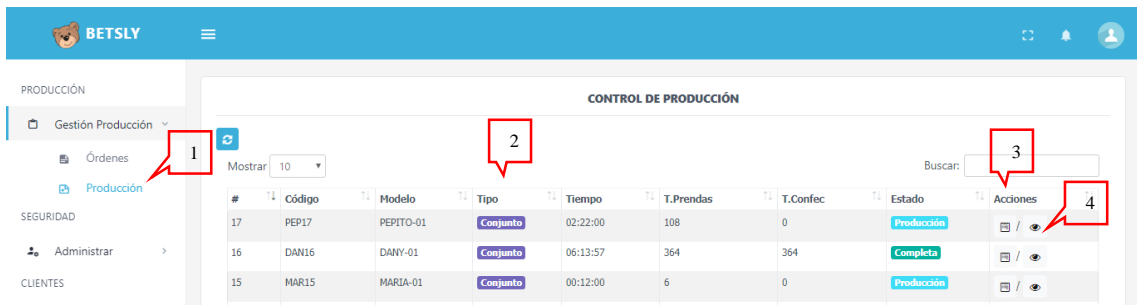 BETSLY
PRODUCCIÓN
CONTROL DE PRODUCCIÓN
Gestión Producción
1
2
3
4
Órdenes
Mostrar 10
Buscar:
Producción
# Código Modelo Tipo Tiempo T.Prendas T.Confec Estado Acciones
SEGURIDAD
17 PEP17 PEPITO-01 Conjunto 02:22:00 108 0 Producción /
Administrar
16 DAN16 DANY-01 Conjunto 06:13:57 364 364 Completa /
CLIENTES
15 MAR15 MARIA-01 Conjunto 00:12:00 6 0 Producción /